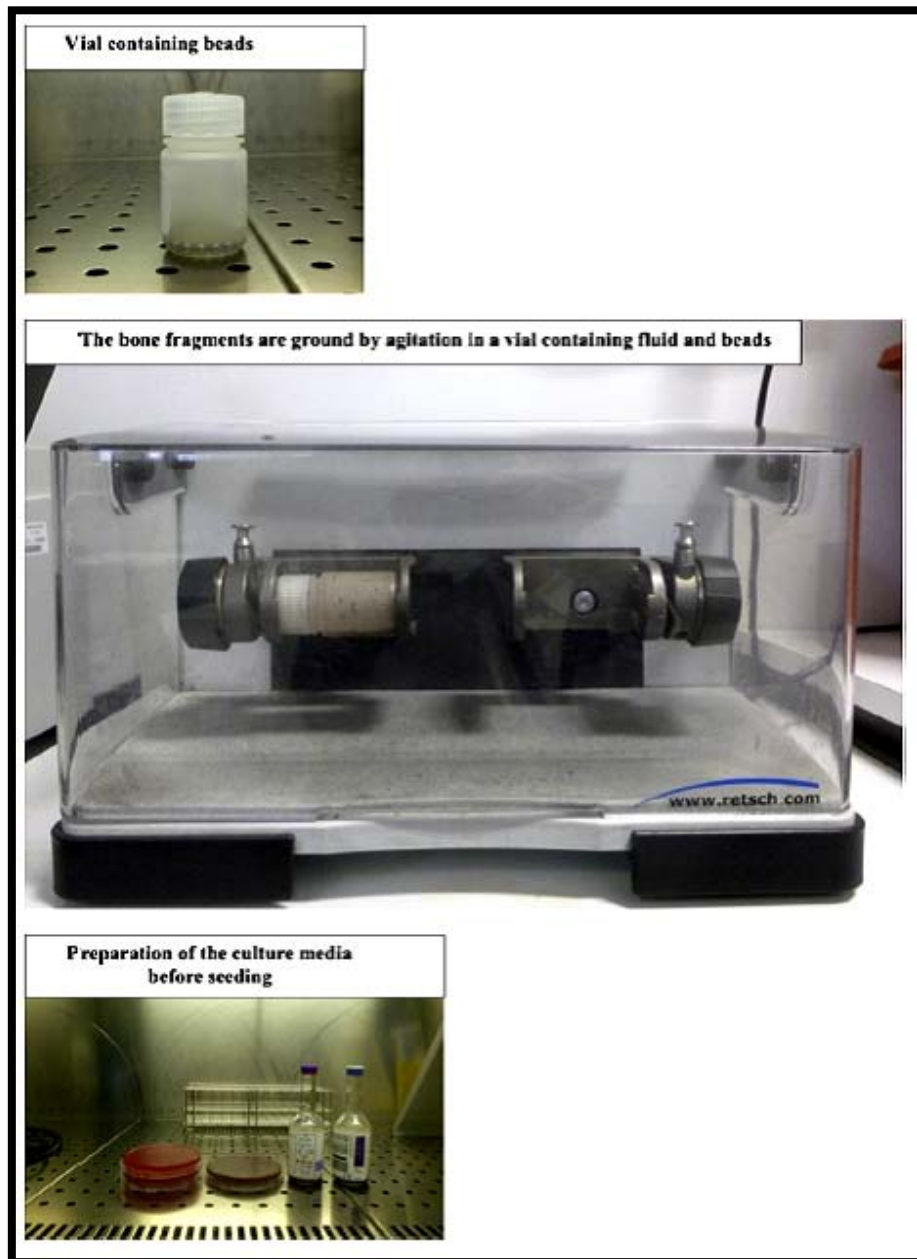 Vial containing beads
The bone fragments are ground by agitation in a vial containing fluid and beads
www.retsch.com
Preparation of the culture media
before seeding